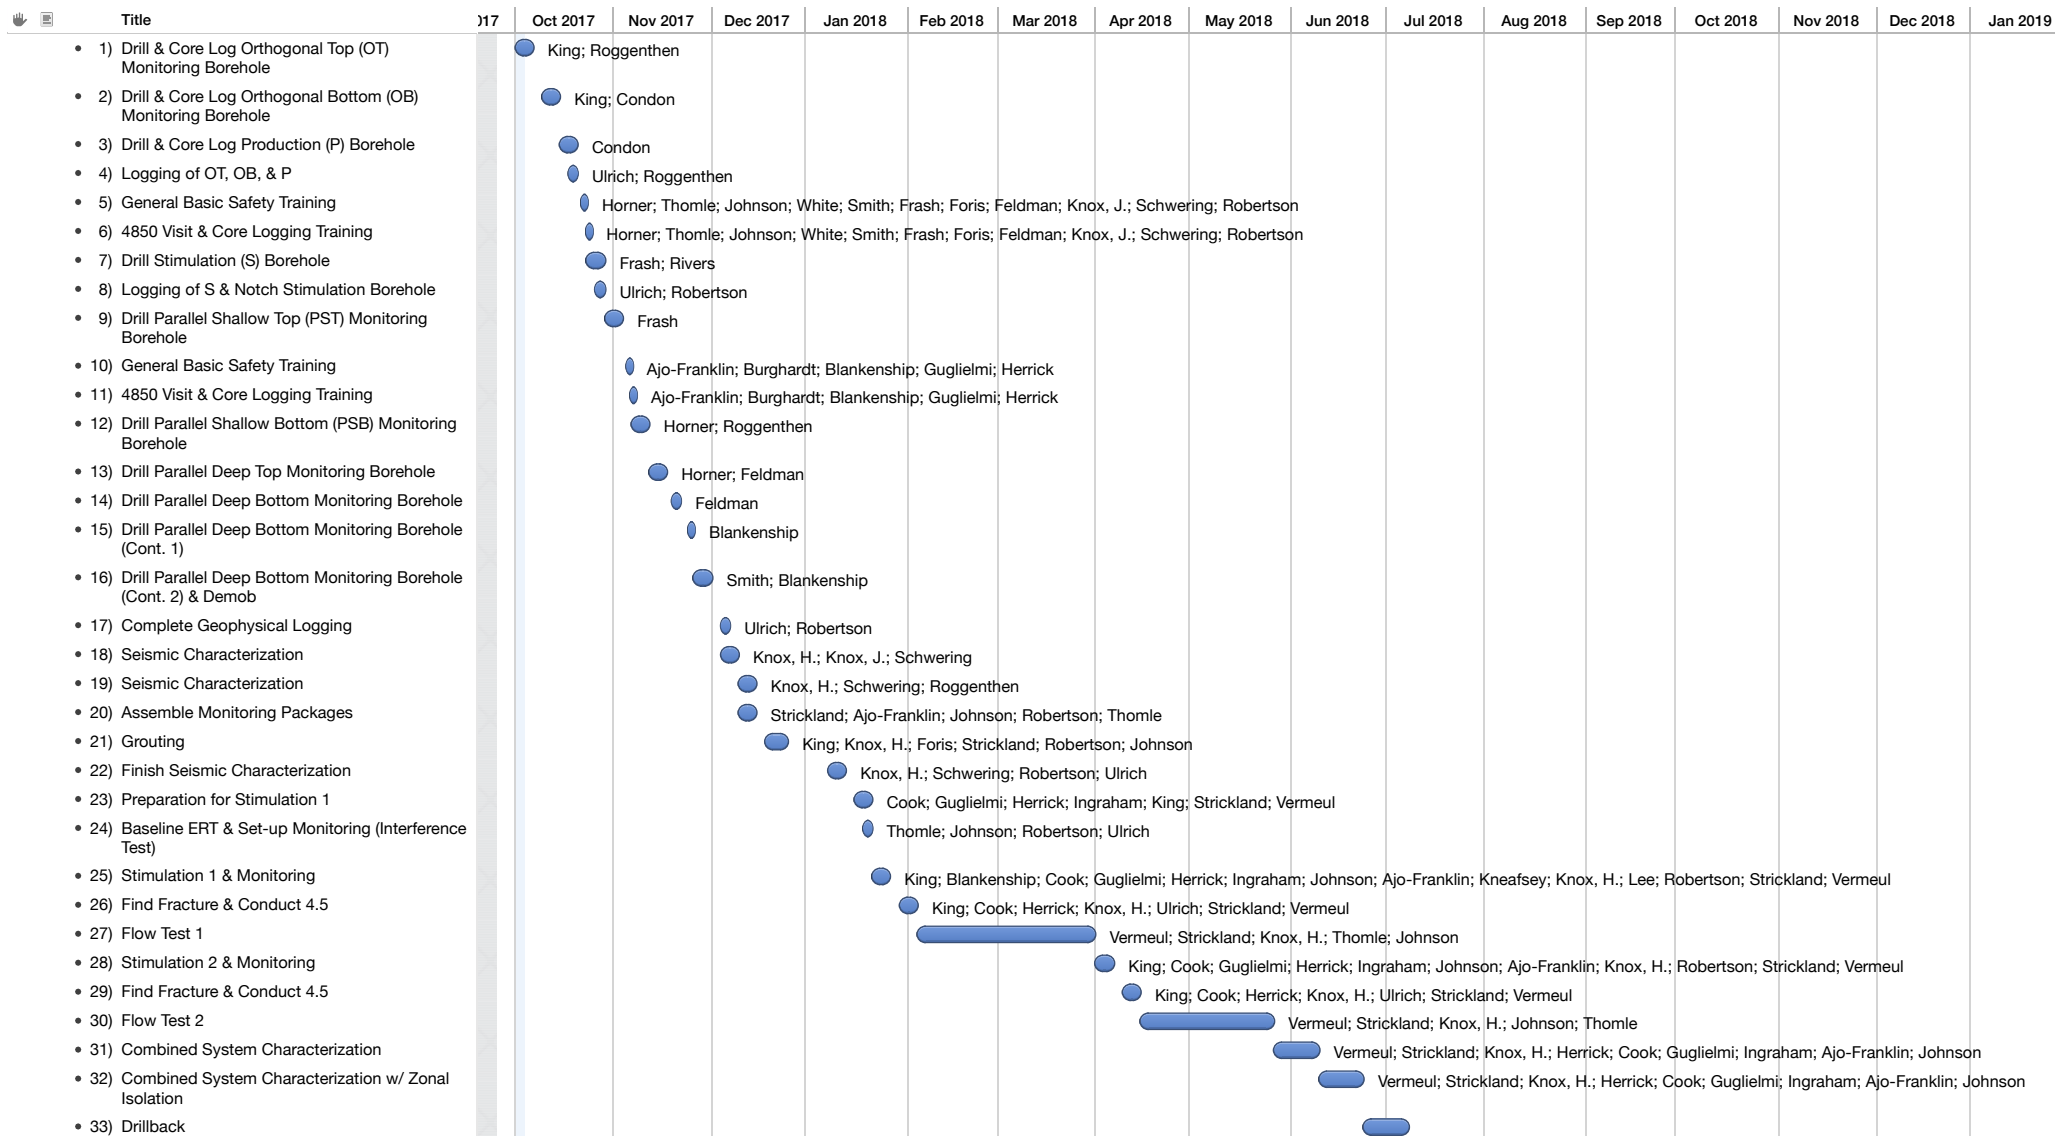 Title 017 Oct 2017 Nov 2017 Dec 2017 Jan 2018 Feb 2018 Mar 2018 Apr 2018 May 2018 Jun 2018 Jul 2018 Aug 2018 Sep 2018 Oct 2018 Nov 2018 Dec 2018 Jan 2019
• 1) Drill & Core Log Orthogonal Top (OT) King; Roggenthen
Monitoring Borehole
• 2) Drill & Core Log Orthogonal Bottom (OB) King; Condon
Monitoring Borehole
• 3) Drill & Core Log Production (P) Borehole Condon
• 4) Logging of OT, OB, & P Ulrich; Roggenthen
• 5) General Basic Safety Training Horner; Thomle; Johnson; White; Smith; Frash; Foris; Feldman; Knox, J.; Schwering; Robertson
• 6) 4850 Visit & Core Logging Training Horner; Thomle; Johnson; White; Smith; Frash; Foris; Feldman; Knox, J.; Schwering; Robertson
• 7) Drill Stimulation (S) Borehole Frash; Rivers
• 8) Logging of S & Notch Stimulation Borehole Ulrich; Robertson
• 9) Drill Parallel Shallow Top (PST) Monitoring Frash
Borehole
• 10) General Basic Safety Training Ajo-Franklin; Burghardt; Blankenship; Guglielmi; Herrick
• 11) 4850 Visit & Core Logging Training Ajo-Franklin; Burghardt; Blankenship; Guglielmi; Herrick
• 12) Drill Parallel Shallow Bottom (PSB) Monitoring Horner; Roggenthen
Borehole
• 13) Drill Parallel Deep Top Monitoring Borehole Horner; Feldman
• 14) Drill Parallel Deep Bottom Monitoring Borehole Feldman
• 15) Drill Parallel Deep Bottom Monitoring Borehole Blankenship
(Cont. 1)
• 16) Drill Parallel Deep Bottom Monitoring Borehole Smith; Blankenship
(Cont. 2) & Demob
• 17) Complete Geophysical Logging Ulrich; Robertson
• 18) Seismic Characterization Knox, H.; Knox, J.; Schwering
• 19) Seismic Characterization Knox, H.; Schwering; Roggenthen
• 20) Assemble Monitoring Packages Strickland; Ajo-Franklin; Johnson; Robertson; Thomle
• 21) Grouting King; Knox, H.; Foris; Strickland; Robertson; Johnson
• 22) Finish Seismic Characterization Knox, H.; Schwering; Robertson; Ulrich
• 23) Preparation for Stimulation 1 Cook; Guglielmi; Herrick; Ingraham; King; Strickland; Vermeul
• 24) Baseline ERT & Set-up Monitoring (Interference Thomle; Johnson; Robertson; Ulrich
Test)
• 25) Stimulation 1 & Monitoring King; Blankenship; Cook; Guglielmi; Herrick; Ingraham; Johnson; Ajo-Franklin; Kneafsey; Knox, H.; Lee; Robertson; Strickland; Vermeul
• 26) Find Fracture & Conduct 4.5 King; Cook; Herrick; Knox, H.; Ulrich; Strickland; Vermeul
• 27) Flow Test 1 Vermeul; Strickland; Knox, H.; Thomle; Johnson
• 28) Stimulation 2 & Monitoring King; Cook; Guglielmi; Herrick; Ingraham; Johnson; Ajo-Franklin; Knox, H.; Robertson; Strickland; Vermeul
• 29) Find Fracture & Conduct 4.5 King; Cook; Herrick; Knox, H.; Ulrich; Strickland; Vermeul
• 30) Flow Test 2 Vermeul; Strickland; Knox, H.; Johnson; Thomle
• 31) Combined System Characterization Vermeul; Strickland; Knox, H.; Herrick; Cook; Guglielmi; Ingraham; Ajo-Franklin; Johnson
• 32) Combined System Characterization w/ Zonal Vermeul; Strickland; Knox, H.; Herrick; Cook; Guglielmi; Ingraham; Ajo-Franklin; Johnson
Isolation
• 33) Drillback